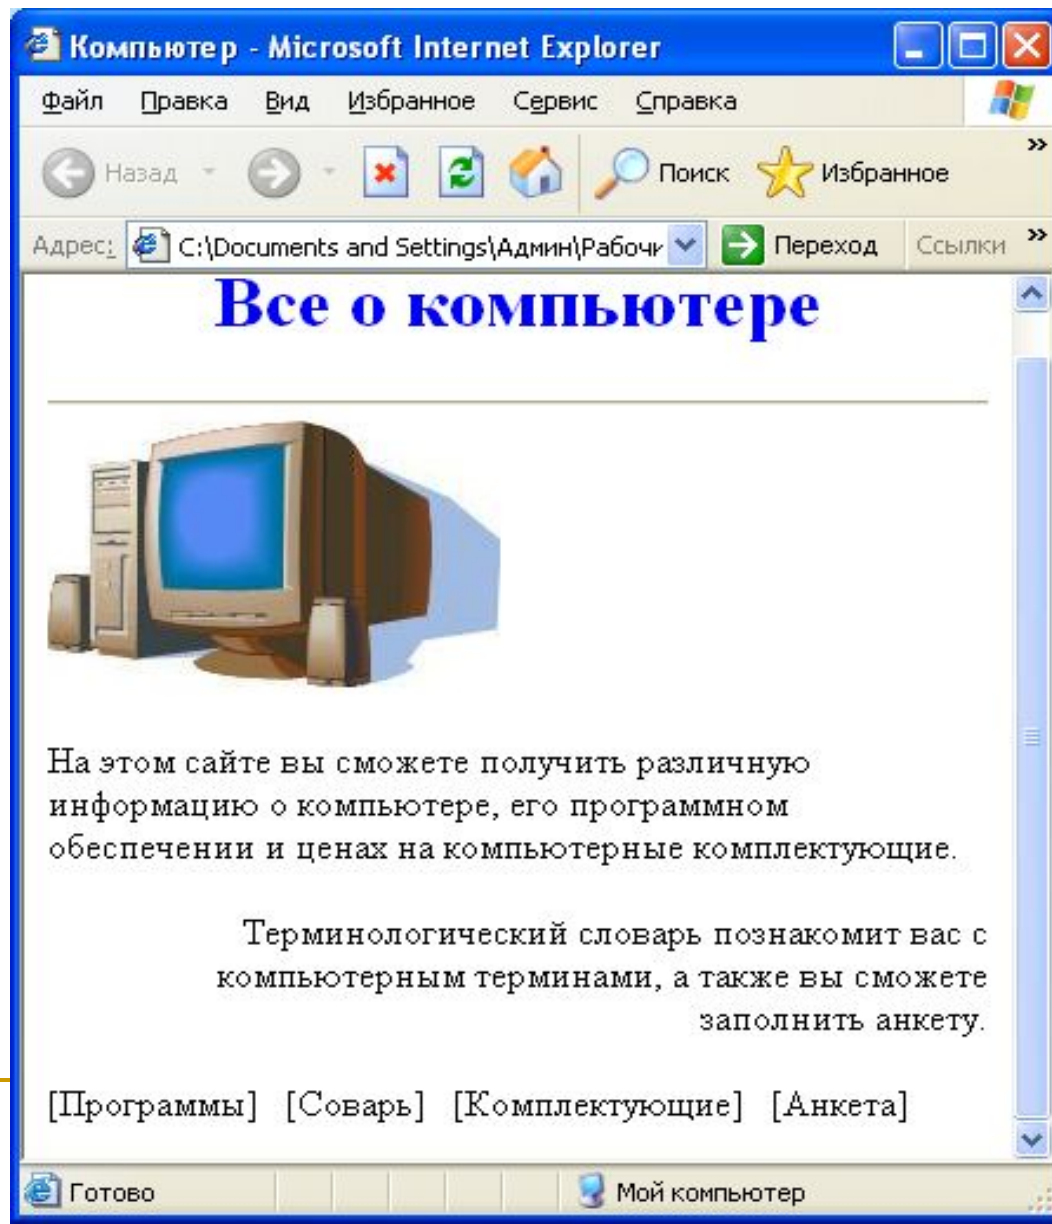 Компьютер - Microsoft Internet Explorer
Файл Правка Вид Избранное Сервис Справка
Назад Поиск Избранное »
Адрес: C:\Documents and Settings\Админ\Рабочи Переход Ссылки »
Все о компьютере
На этом сайте вы сможете получить различную
информацию о компьютере, его программном
обеспечении и ценах на компьютерные комплектующие.
Терминологический словарь познакомит вас с
компьютерным терминами, а также вы сможете
заполнить анкету.
[Программы] [Соварь] [Комплектующие] [Анкета]
Готово Мой компьютер